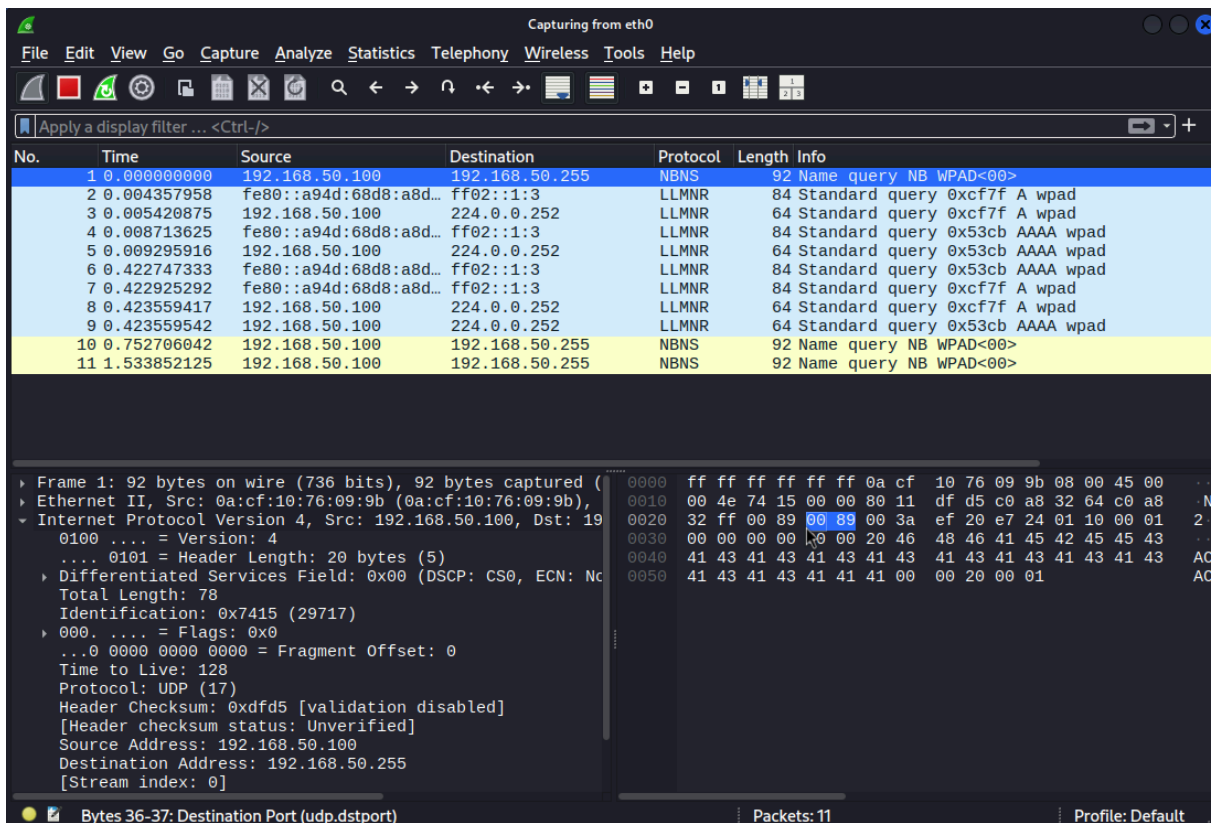 Capturing from eth0
File Edit View Go Capture Analyze Statistics Telephony Wireless Tools Help
Apply a display filter ... <Ctrl-/>
No. Time Source Destination Protocol Length Info
1 0.000000000 192.168.50.100 192.168.50.255 NBNS 92 Name query NB WPAD<00>
2 0.004357958 fe80::a94d:68d8:a8d… ff02::1:3 LLMNR 84 Standard query 0xcf7f A wpad
3 0.005420875 192.168.50.100 224.0.0.252 LLMNR 64 Standard query 0xcf7f A wpad
4 0.008713625 fe80::a94d:68d8:a8d… ff02::1:3 LLMNR 84 Standard query 0x53cb AAAA wpad
5 0.009295916 192.168.50.100 224.0.0.252 LLMNR 64 Standard query 0x53cb AAAA wpad
6 0.422747333 fe80::a94d:68d8:a8d… ff02::1:3 LLMNR 84 Standard query 0x53cb AAAA wpad
7 0.422925292 fe80::a94d:68d8:a8d… ff02::1:3 LLMNR 84 Standard query 0xcf7f A wpad
8 0.423559417 192.168.50.100 224.0.0.252 LLMNR 64 Standard query 0xcf7f A wpad
9 0.423559542 192.168.50.100 224.0.0.252 LLMNR 64 Standard query 0x53cb AAAA wpad
10 0.752706042 192.168.50.100 192.168.50.255 NBNS 92 Name query NB WPAD<00>
11 1.533852125 192.168.50.100 192.168.50.255 NBNS 92 Name query NB WPAD<00>
Frame 1: 92 bytes on wire (736 bits), 92 bytes captured (
Ethernet II, Src: 0a:cf:10:76:09:9b (0a:cf:10:76:09:9b),
Internet Protocol Version 4, Src: 192.168.50.100, Dst: 19
0100 .... = Version: 4
.... 0101 = Header Length: 20 bytes (5)
Differentiated Services Field: 0x00 (DSCP: CS0, ECN: No
Total Length: 78
Identification: 0x7415 (29717)
000. .... = Flags: 0x0
...0 0000 0000 0000 = Fragment Offset: 0
Time to Live: 128
Protocol: UDP (17)
Header Checksum: 0xdfd5 [validation disabled]
[Header checksum status: Unverified]
Source Address: 192.168.50.100
Destination Address: 192.168.50.255
[Stream index: 0]
0000 ff ff ff ff ff ff 0a cf 10 76 09 9b 08 00 45 00
0010 00 4e 74 15 00 00 80 11 df d5 c0 a8 32 64 c0 a8 N
0020 32 ff 00 89 00 89 00 3a ef 20 e7 24 01 10 00 01 2
0030 00 00 00 00 00 20 46 48 46 41 45 42 45 45 43
0040 41 43 41 43 41 43 41 43 41 43 41 43 41 43 41 43 AC
0050 41 43 41 43 41 41 41 00 00 20 00 01 AC
Bytes 36-37: Destination Port (udp.dstport)
Packets: 11
Profile: Default